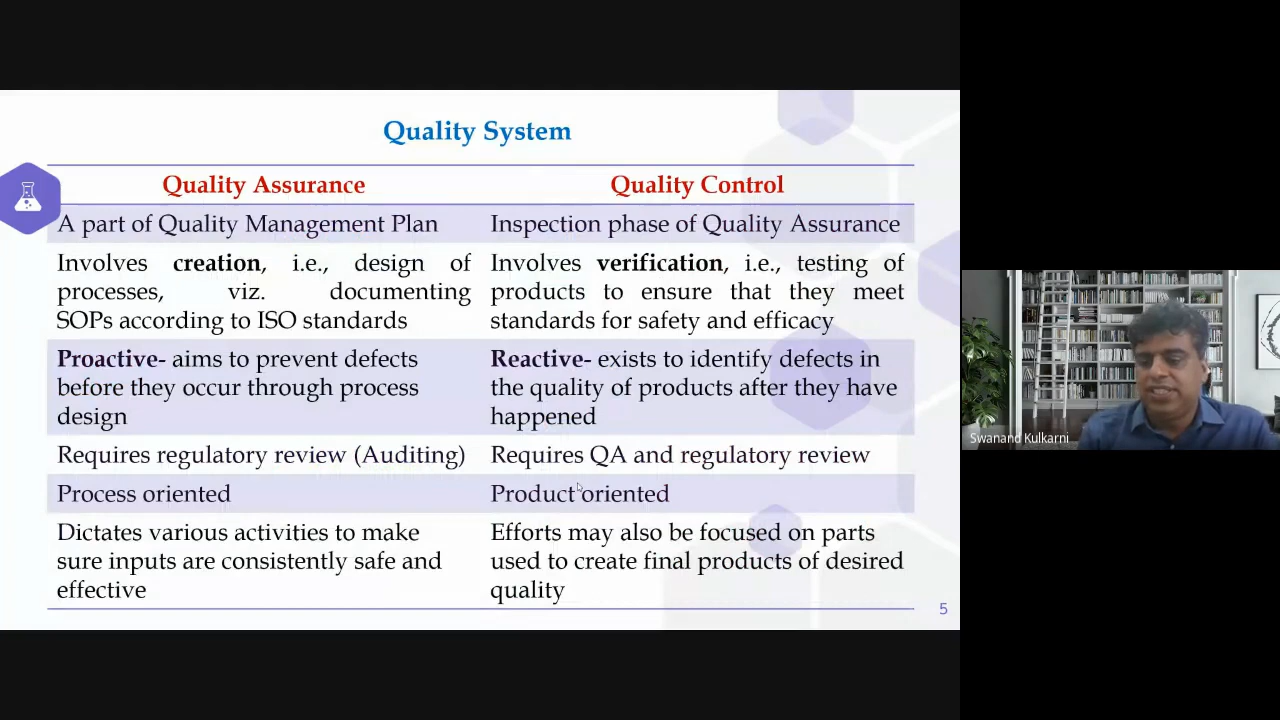 Quality System
Quality Assurance
Quality Control
A part of Quality Management Plan
Inspection phase of Quality Assurance
Involves creation, i.e., design of
processes, viz. documenting
SOPs according to ISO standards
Involves verification, i.e., testing of
products to ensure that they meet
standards for safety and efficacy
Proactive- aims to prevent defects
before they occur through process
design
Reactive- exists to identify defects in
the quality of products after they have
happened
Requires regulatory review (Auditing)
Requires QA and regulatory review
Process oriented
Product oriented
Dictates various activities to make
sure inputs are consistently safe and
effective
Efforts may also be focused on parts
used to create final products of desired
quality
5
Swanand Kulkarni